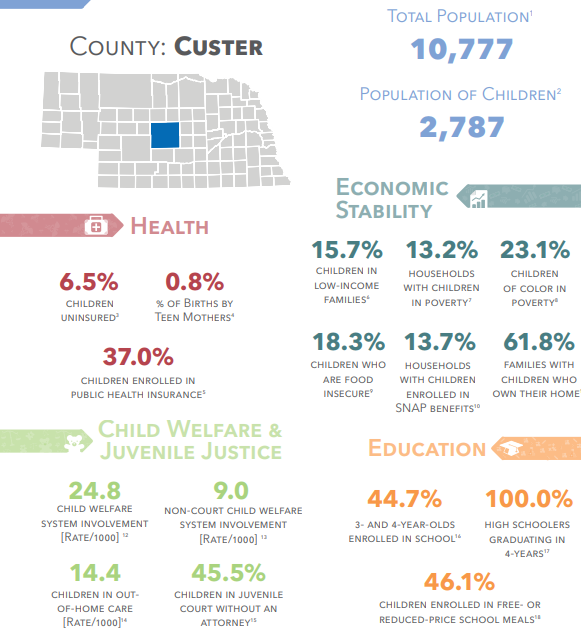 County: Custer
Total Population¹
10,777
Population of Children²
2,787
Health
6.5%
children
uninsured³
0.8%
% of Births by
Teen Mothers⁴
37.0%
children enrolled in
public health insurance⁵
Economic
Stability
15.7%
children in
low-income
families⁶
13.2%
households
with children
in poverty⁷
23.1%
children
of color in
poverty⁸
18.3%
children who
are food
insecure⁹
13.7%
households
with children
enrolled in
SNAP benefits¹⁰
61.8%
families with
children who
own their home
Child Welfare &
Juvenile Justice
24.8
child welfare
system involvement
[Rate/1000] ¹²
9.0
non-court child welfare
system involvement
[Rate/1000] ¹³
14.4
children in out-
of-home care
[Rate/1000]¹⁴
45.5%
children in juvenile
court without an
attorney¹⁵
Education
44.7%
3- and 4-year-olds
enrolled in school¹⁶
100.0%
high schoolers
graduating in
4-years¹⁷
46.1%
children enrolled in free- or
reduced-price school meals¹⁸